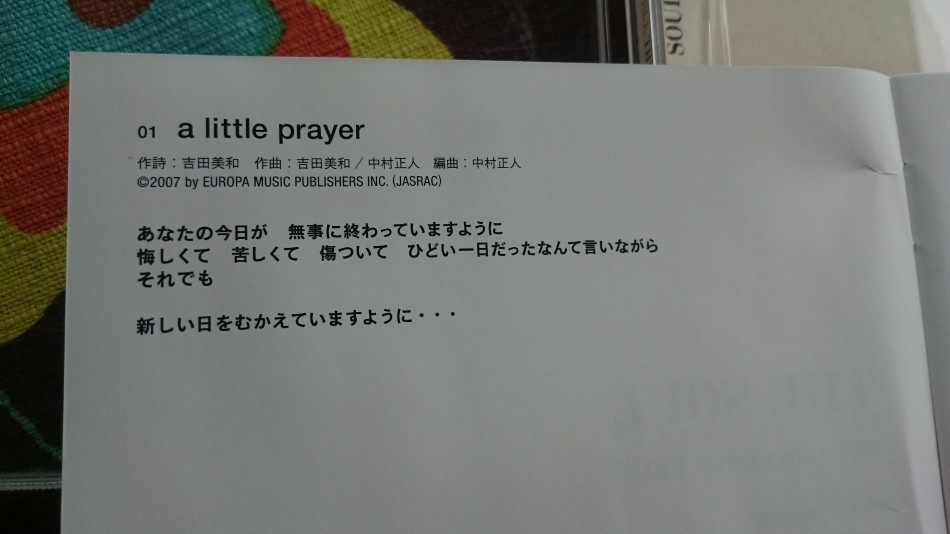 SOUL
01 a little prayer
作詩：吉田美和　作曲：吉田美和／中村正人　編曲：中村正人
©2007 by EUROPA MUSIC PUBLISHERS INC. (JASRAC)
あなたの今日が　無事に終わっていますように
悔しくて　苦しくて　傷ついて　ひどい一日だったなんて言いながら
それでも
新しい日をむかえていますように・・・